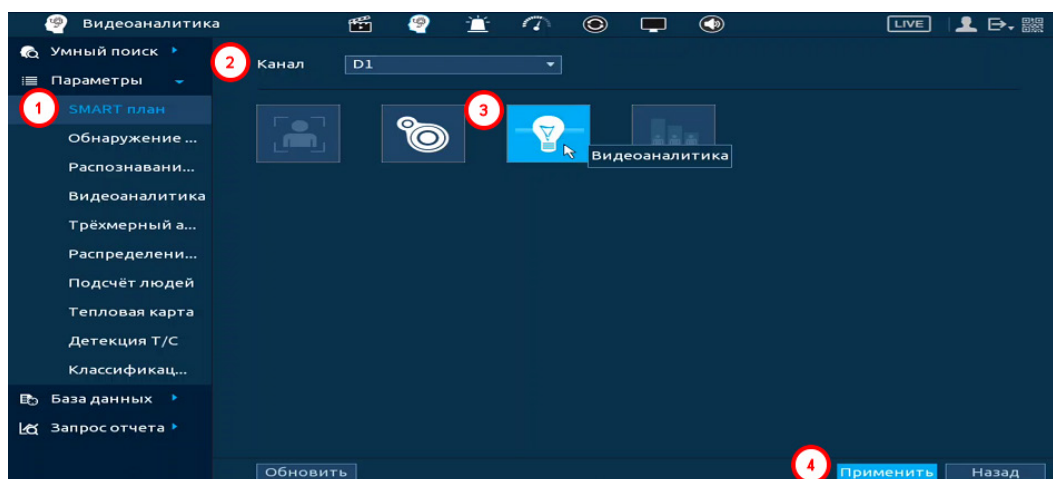 Видеоаналитика
LIVE
Умный поиск
Параметры
1
SMART план
Обнаружение ...
Распознавани...
Видеоаналитика
Трёхмерный а...
Распределени...
Подсчёт людей
Тепловая карта
Детекция Т/С
Классификац...
База данных
Запрос отчета
2
Канал
D1
3
Видеоаналитика
Обновить
4
Применить
Назад